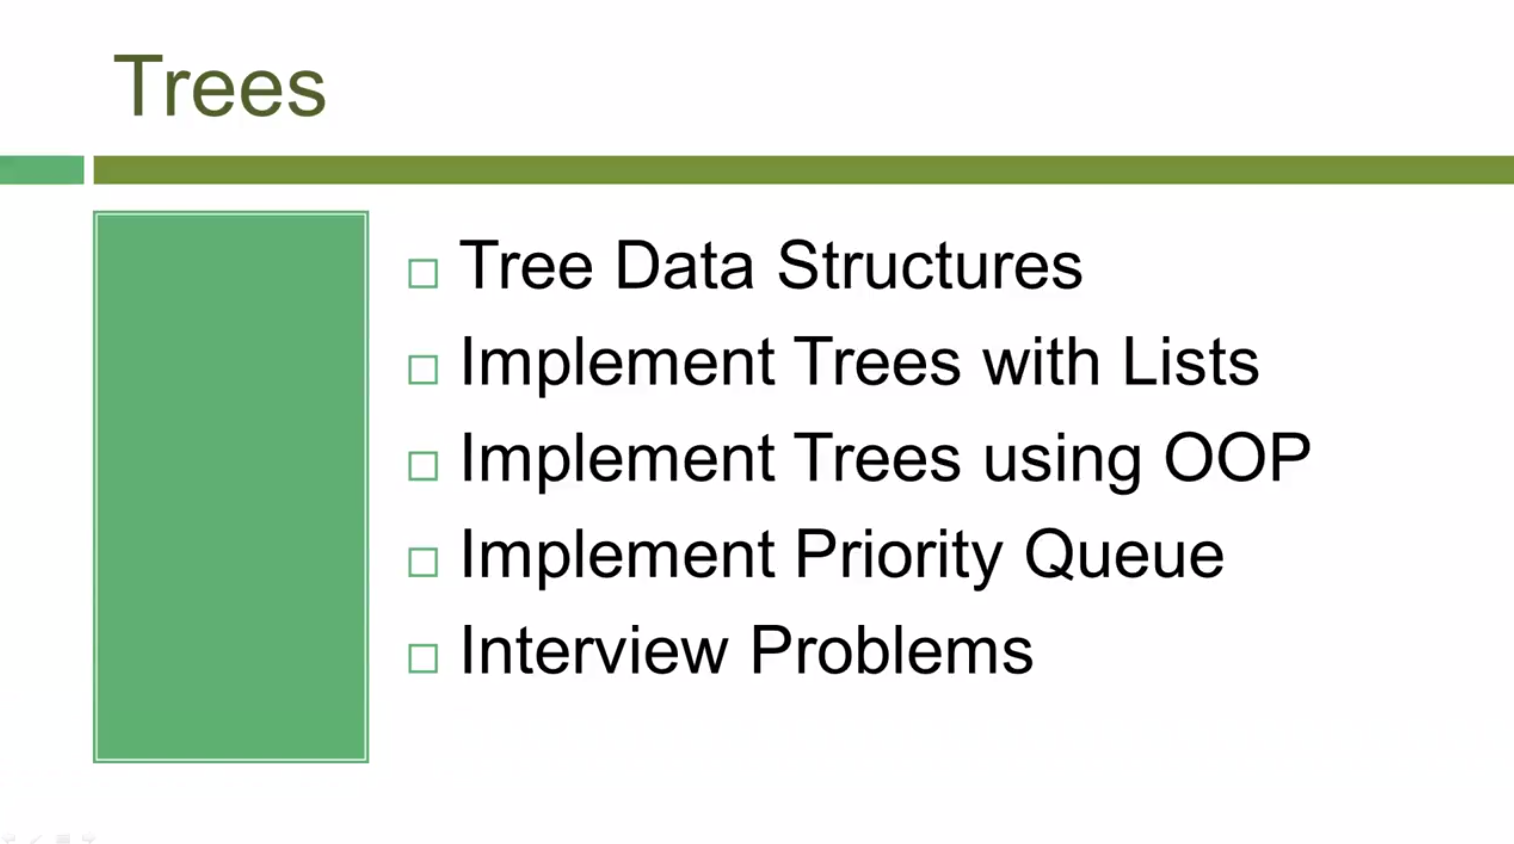 Trees
Tree Data Structures
Implement Trees with Lists
Implement Trees using OOP
Implement Priority Queue
Interview Problems